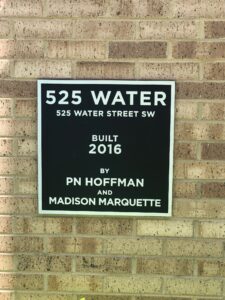 525 WATER
525 WATER STREET SW
BUILT
2016
BY
PN HOFFMAN
AND
MADISON MARQUETTE